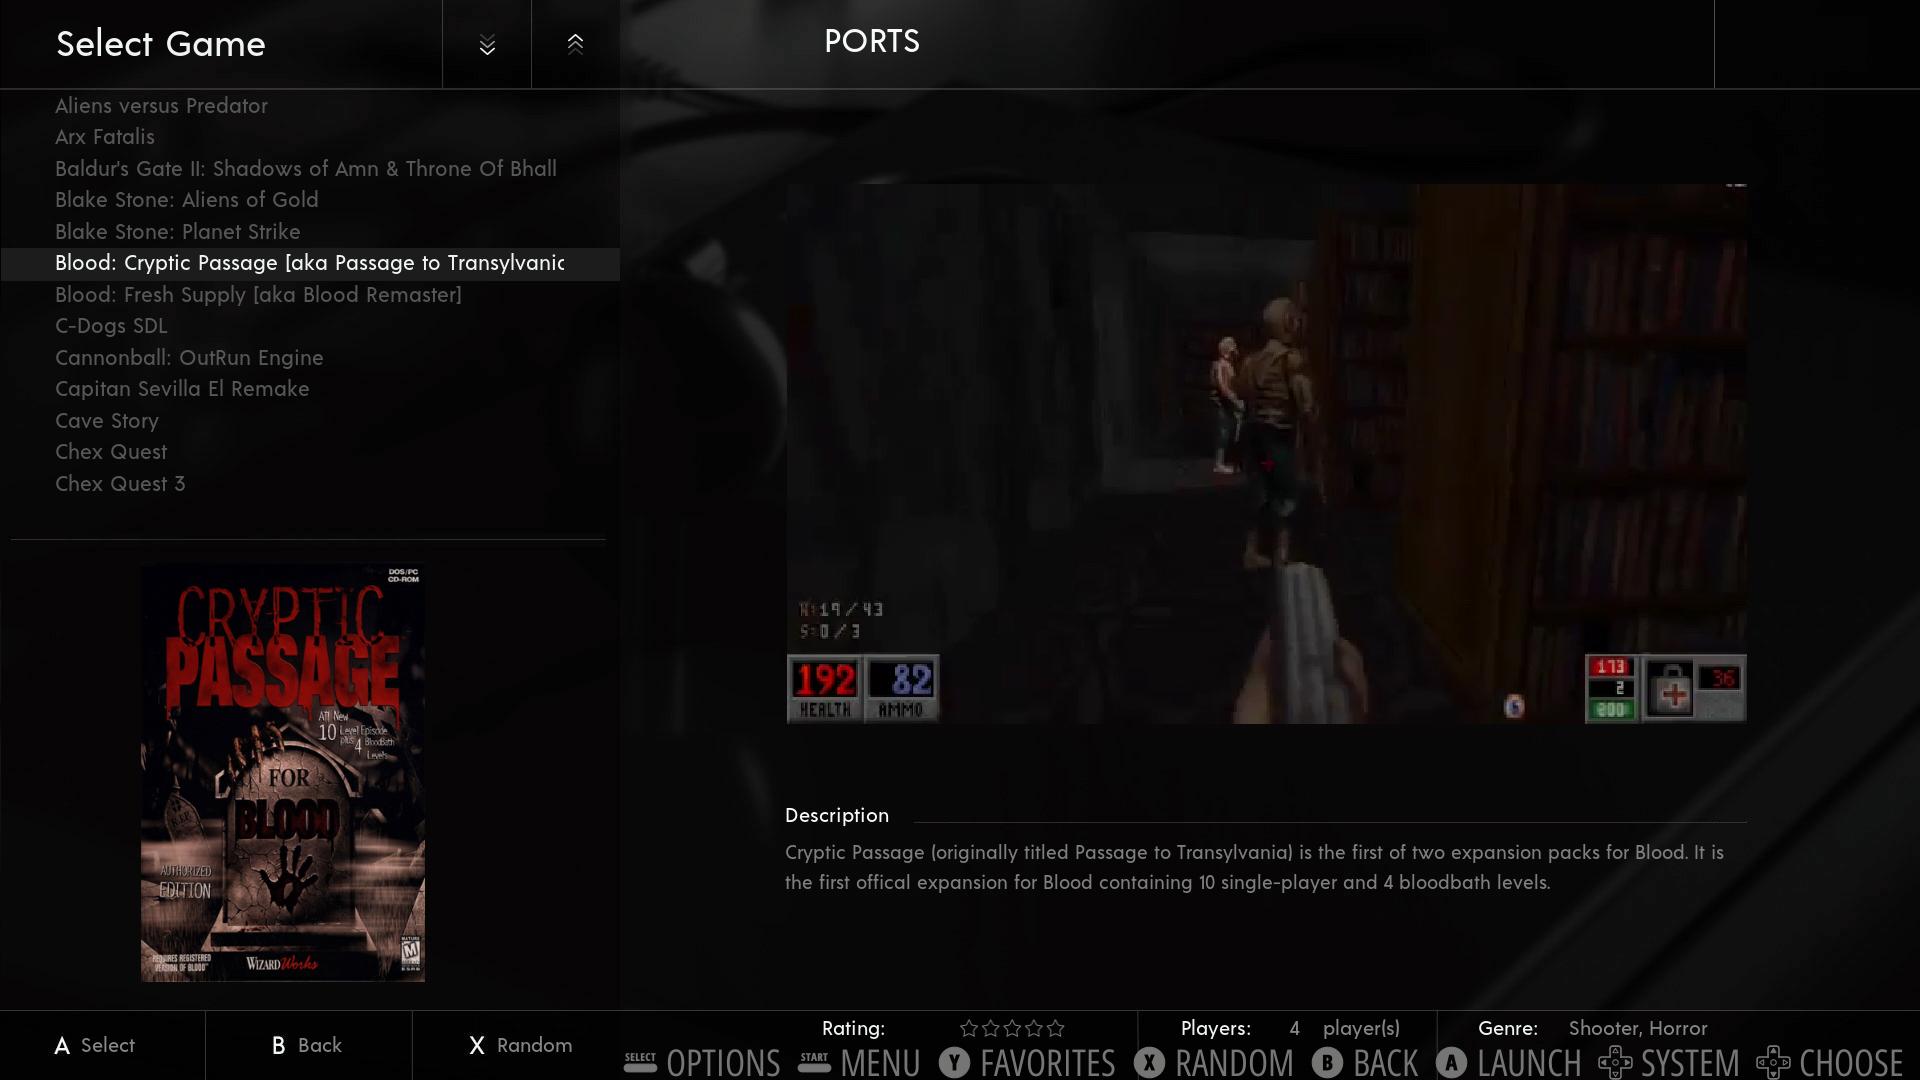 Select Game
PORTS
Aliens versus Predator
Arx Fatalis
Baldur's Gate II: Shadows of Amn & Throne Of Bhall
Blake Stone: Aliens of Gold
Blake Stone: Planet Strike
Blood: Cryptic Passage [aka Passage to Transylvania
Blood: Fresh Supply [aka Blood Remaster]
C-Dogs SDL
Cannonball: OutRun Engine
Capitan Sevilla El Remake
Cave Story
Chex Quest
Chex Quest 3
DOS/PC
CD-ROM
CRYPTIC
PASSAGE
All New
10 Level Episode
plus 4 BloodBath
Levels
FOR
BLOOD
R.I.P.
AUTHORIZED
EDITION
REQUIRES REGISTERED
VERSION OF BLOOD
WIZARDWorks
MATURE
M
ESRB
K:19/43
S:0/3
192
HEALTH
82
AMMO
173
2
200
36
6
Description
Cryptic Passage (originally titled Passage to Transylvania) is the first of two expansion packs for Blood. It is
the first offical expansion for Blood containing 10 single-player and 4 bloodbath levels.
Rating:
Players: 4 player(s)
Genre: Shooter, Horror
A Select
B Back
X Random
SELECT OPTIONS START MENU Y FAVORITES X RANDOM B BACK A LAUNCH SYSTEM CHOOSE